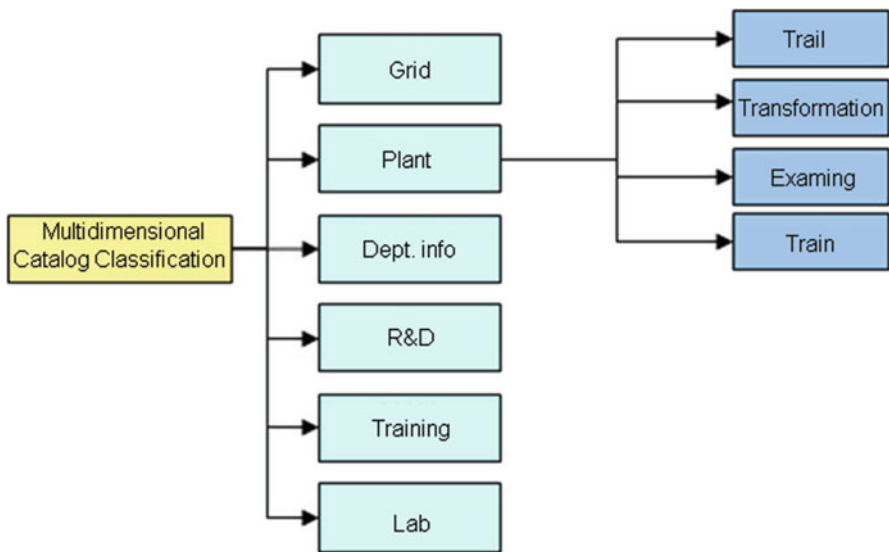 Multidimensional
Catalog Classification
Grid
Plant
Dept. info
R&D
Training
Lab
Trail
Transformation
Examing
Train